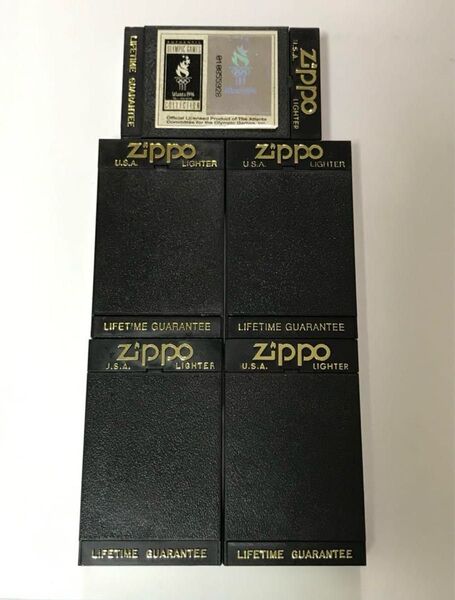 AUTHENTIC
OLYMPIC GAMES
Atlanta 1996
COLLECTION
Official Licensed Product of The Atlanta
Committee for the Olympic Games, Inc.
LIFETIME GUARANTEE
Zippo
U.S.A. LIGHTER
Zippo
U.S.A. LIGHTER
LIFETIME GUARANTEE
Zippo
U.S.A. LIGHTER
LIFETIME GUARANTEE
Zippo
U.S.A. LIGHTER
LIFETIME GUARANTEE
Zippo
U.S.A. LIGHTER
LIFETIME GUARANTEE